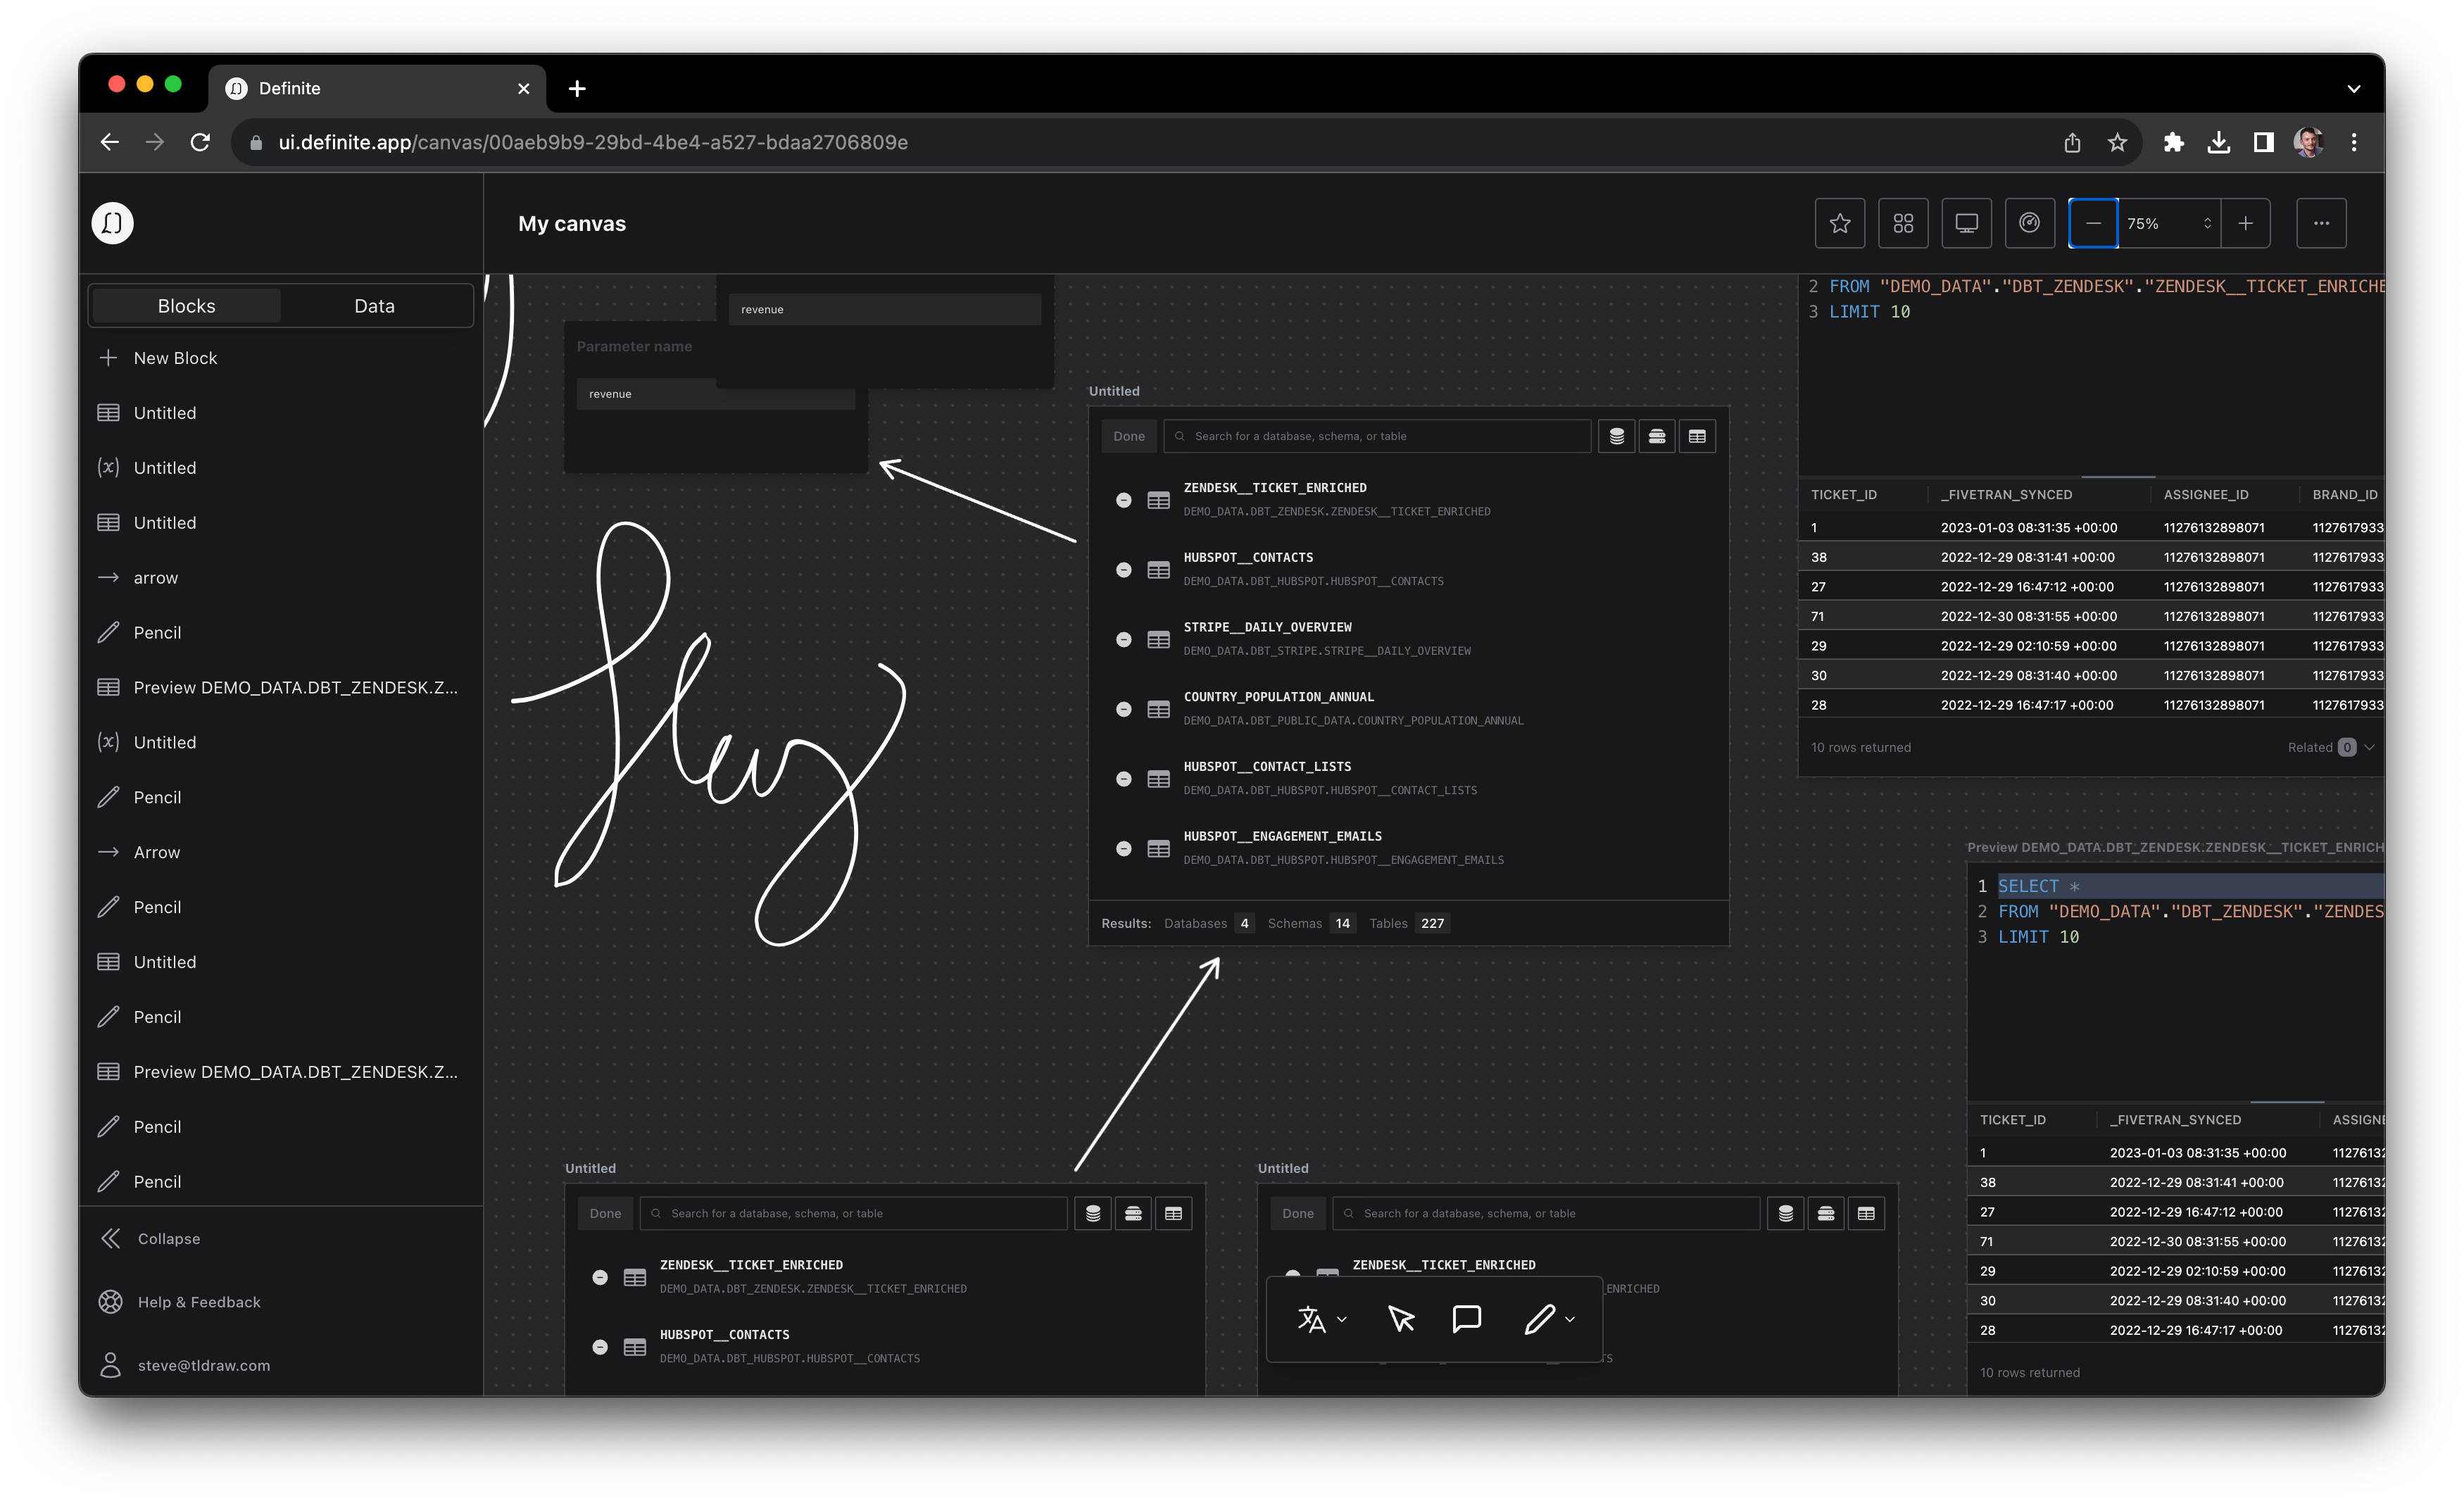 Definite
ui.definite.app/canvas/00aeb9b9-29bd-4be4-a527-bdaa2706809e
My canvas
75%
Blocks Data
New Block
Untitled
Untitled
Untitled
arrow
Pencil
Preview DEMO_DATA.DBT_ZENDESK.Z...
Untitled
Pencil
Arrow
Pencil
Untitled
Pencil
Preview DEMO_DATA.DBT_ZENDESK.Z...
Pencil
Pencil
Collapse
Help & Feedback
steve@tldraw.com
revenue
Parameter name
revenue
Untitled
Done Search for a database, schema, or table
ZENDESK__TICKET_ENRICHED
DEMO_DATA.DBT_ZENDESK.ZENDESK__TICKET_ENRICHED
HUBSPOT__CONTACTS
DEMO_DATA.DBT_HUBSPOT.HUBSPOT__CONTACTS
STRIPE__DAILY_OVERVIEW
DEMO_DATA.DBT_STRIPE.STRIPE__DAILY_OVERVIEW
COUNTRY_POPULATION_ANNUAL
DEMO_DATA.DBT_PUBLIC_DATA.COUNTRY_POPULATION_ANNUAL
HUBSPOT__CONTACT_LISTS
DEMO_DATA.DBT_HUBSPOT.HUBSPOT__CONTACT_LISTS
HUBSPOT__ENGAGEMENT_EMAILS
DEMO_DATA.DBT_HUBSPOT.HUBSPOT__ENGAGEMENT_EMAILS
Results: Databases 4 Schemas 14 Tables 227
2 FROM "DEMO_DATA"."DBT_ZENDESK"."ZENDESK__TICKET_ENRICHE
3 LIMIT 10
TICKET_ID _FIVETRAN_SYNCED ASSIGNEE_ID BRAND_ID
1 2023-01-03 08:31:35 +00:00 11276132898071 1127617933
38 2022-12-29 08:31:41 +00:00 11276132898071 1127617933
27 2022-12-29 16:47:12 +00:00 11276132898071 1127617933
71 2022-12-30 08:31:55 +00:00 11276132898071 1127617933
29 2022-12-29 02:10:59 +00:00 11276132898071 1127617933
30 2022-12-29 08:31:40 +00:00 11276132898071 1127617933
28 2022-12-29 16:47:17 +00:00 11276132898071 1127617933
10 rows returned Related 0
Preview DEMO_DATA.DBT_ZENDESK.ZENDESK__TICKET_ENRICH
1 SELECT *
2 FROM "DEMO_DATA"."DBT_ZENDESK"."ZENDES
3 LIMIT 10
TICKET_ID _FIVETRAN_SYNCED ASSIGNE
1 2023-01-03 08:31:35 +00:00 1127613
38 2022-12-29 08:31:41 +00:00 1127613
27 2022-12-29 16:47:12 +00:00 1127613
71 2022-12-30 08:31:55 +00:00 1127613
29 2022-12-29 02:10:59 +00:00 1127613
30 2022-12-29 08:31:40 +00:00 1127613
28 2022-12-29 16:47:17 +00:00 1127613
10 rows returned
Untitled
Done Search for a database, schema, or table
ZENDESK__TICKET_ENRICHED
DEMO_DATA.DBT_ZENDESK.ZENDESK__TICKET_ENRICHED
HUBSPOT__CONTACTS
DEMO_DATA.DBT_HUBSPOT.HUBSPOT__CONTACTS
Untitled
Done Search for a database, schema, or table
ZENDESK__TICKET_ENRICHED
_ENRICHED
TS